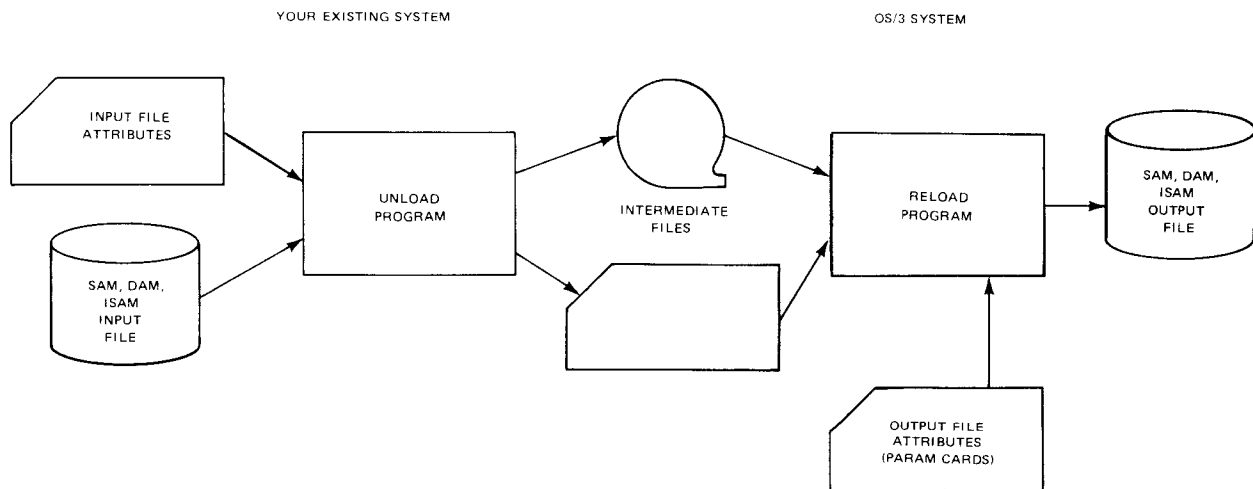 YOUR EXISTING SYSTEM
OS/3 SYSTEM
INPUT FILE
ATTRIBUTES
SAM, DAM,
ISAM
INPUT
FILE
UNLOAD
PROGRAM
INTERMEDIATE
FILES
RELOAD
PROGRAM
SAM, DAM,
ISAM
OUTPUT
FILE
OUTPUT FILE
ATTRIBUTES
(PARAM CARDS)